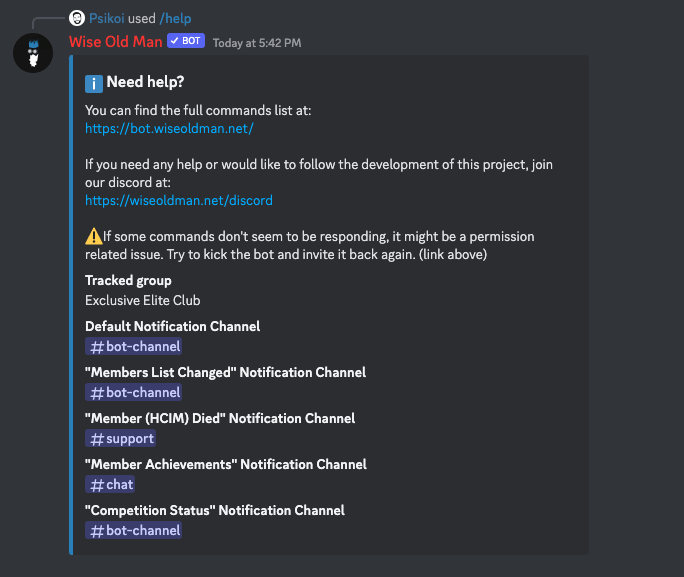 Psikoi used /help
Wise Old Man ✓ BOT Today at 5:42 PM
i Need help?
You can find the full commands list at:
https://bot.wiseoldman.net/
If you need any help or would like to follow the development of this project, join
our discord at:
https://wiseoldman.net/discord
⚠️If some commands don't seem to be responding, it might be a permission
related issue. Try to kick the bot and invite it back again. (link above)
Tracked group
Exclusive Elite Club
Default Notification Channel
#bot-channel
"Members List Changed" Notification Channel
#bot-channel
"Member (HCIM) Died" Notification Channel
#support
"Member Achievements" Notification Channel
#chat
"Competition Status" Notification Channel
#bot-channel